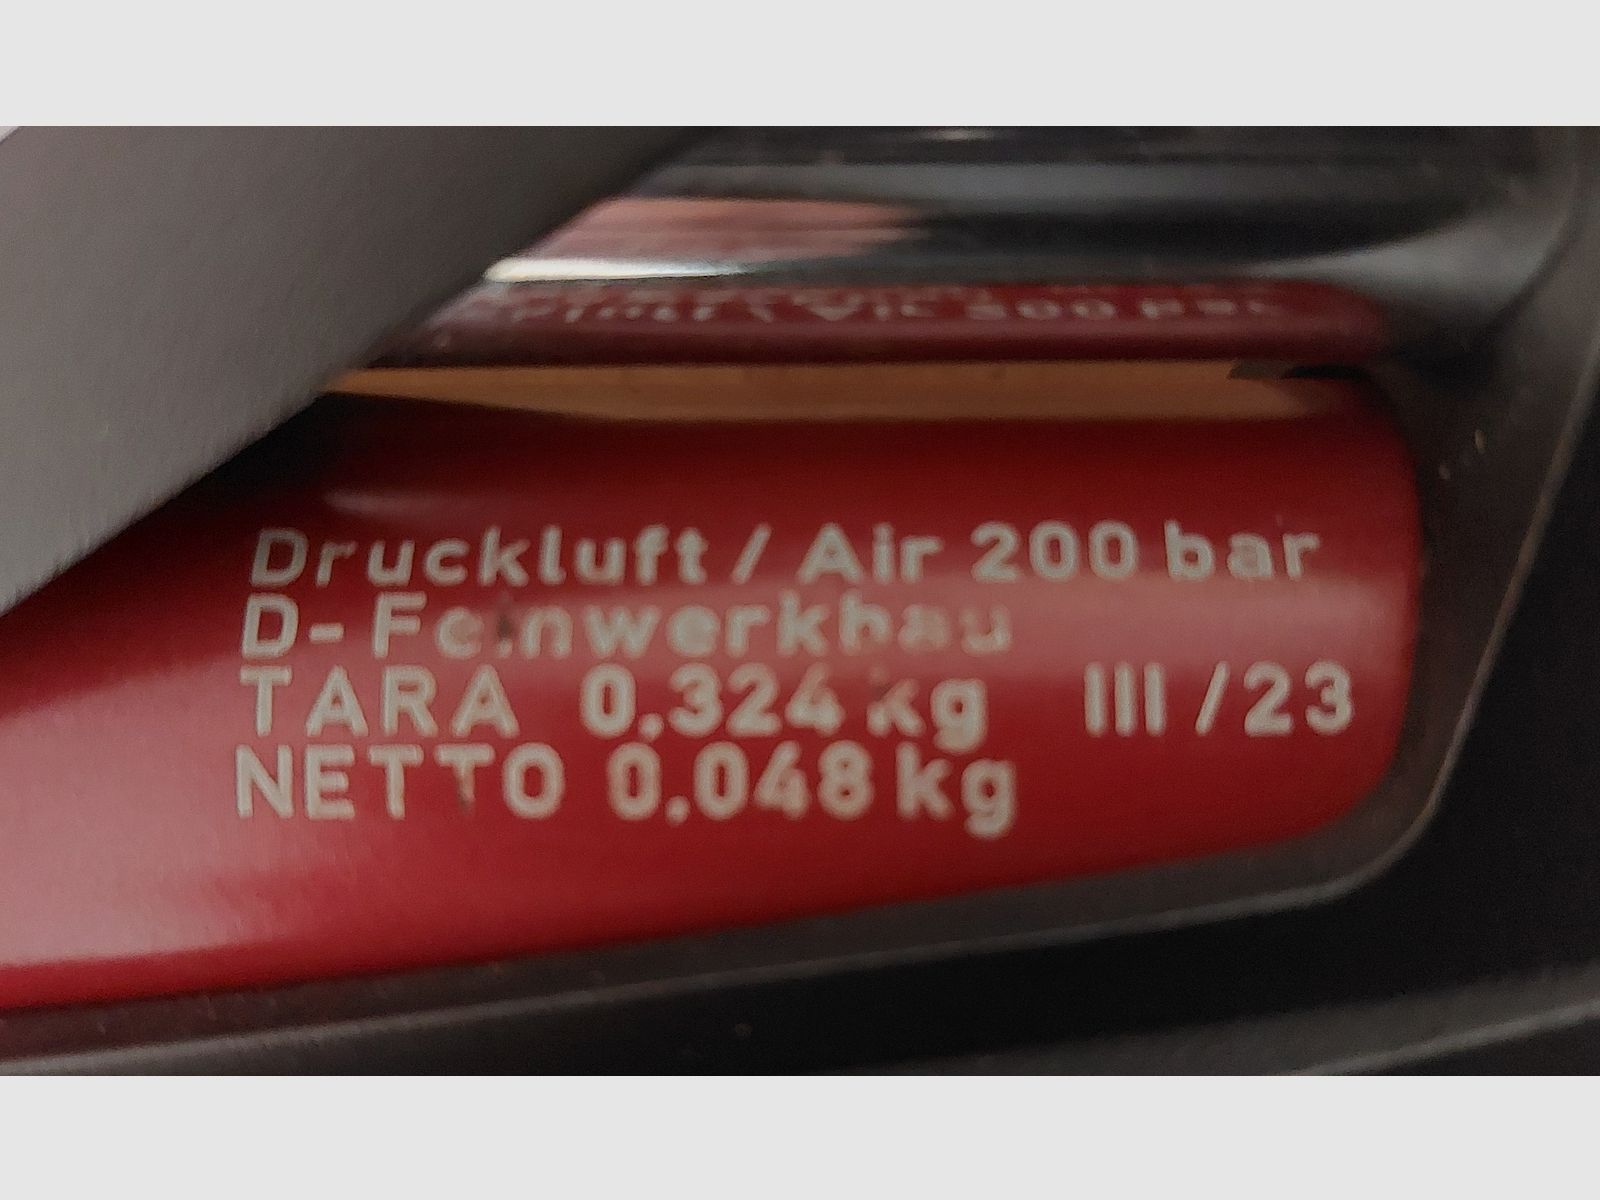 Druckluft / Air 200 bar
D-Feinwerkbau
TARA 0,324 kg III / 23
NETTO 0,048 kg